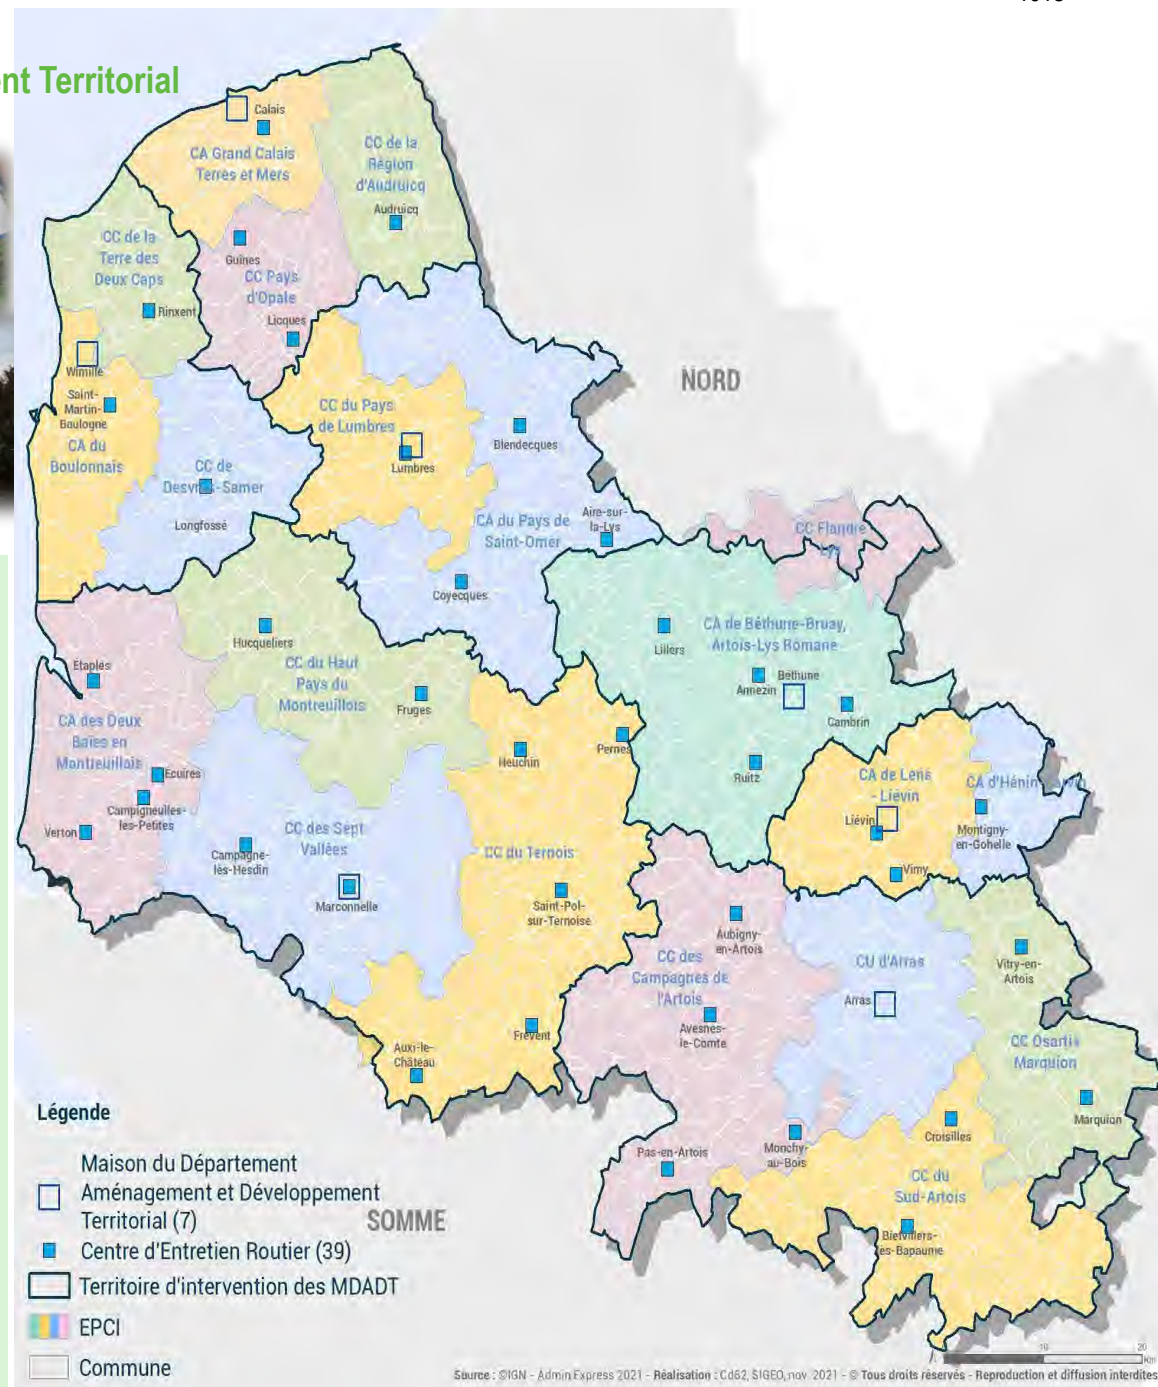 nt Territorial
Calais
CA Grand Calais
Terres et Mers
CC de la
Région
d'Audruicq
Audruicq
CC de la
Terre des
Deux Caps
Guînes
CC Pays
d'Opale
Rinxent
Licques
Wimille
Saint-
Martin-
Boulogne
CA du
Boulonnais
CC du Pays
de Lumbres
Lumbres
Blendecques
NORD
CC de
Desvres-Samer
Longfossé
CA du Pays de
Saint-Omer
Aire-sur-
la-Lys
CC Flandre
Lys
Coyecques
Hucqueliers
Lillers
CA de Béthune-Bruay,
Artois-Lys Romane
Etaples
CC du Haut
Pays du
Montreuillois
Fruges
Annezin
Béthune
Cambrin
CA des Deux
Baies en
Montreuillois
Heuchin
Pernes
Ruitz
Ecuires
Campigneulles-
les-Petites
Verton
CA de Lens
- Liévin
Liévin
CA d'Hénin-Carvin
Montigny-
en-Gohelle
Vimy
Campagne-
lès-Hesdin
CC des Sept
Vallées
Marconnelle
CC du Ternois
Saint-Pol-
sur-Ternoise
Aubigny-
en-Artois
CC des
Campagnes de
l'Artois
CU d'Arras
Arras
Vitry-en-
Artois
Avesnes-
le-Comte
Frévent
Auxi-le-
Château
CC Osartis
Marquion
Marquion
Croisilles
Monchy-
au-Bois
Pas-en-Artois
CC du
Sud-Artois
Biefvillers-
les-Bapaume
SOMME
Légende
Maison du Département
Aménagement et Développement
Territorial (7)
Centre d'Entretien Routier (39)
Territoire d'intervention des MDADT
EPCI
Commune
10
20
Km
Source : ©IGN - Admin Express 2021 - Réalisation : Cd62, SIGEO, nov. 2021 - © Tous droits réservés - Reproduction et diffusion interdites